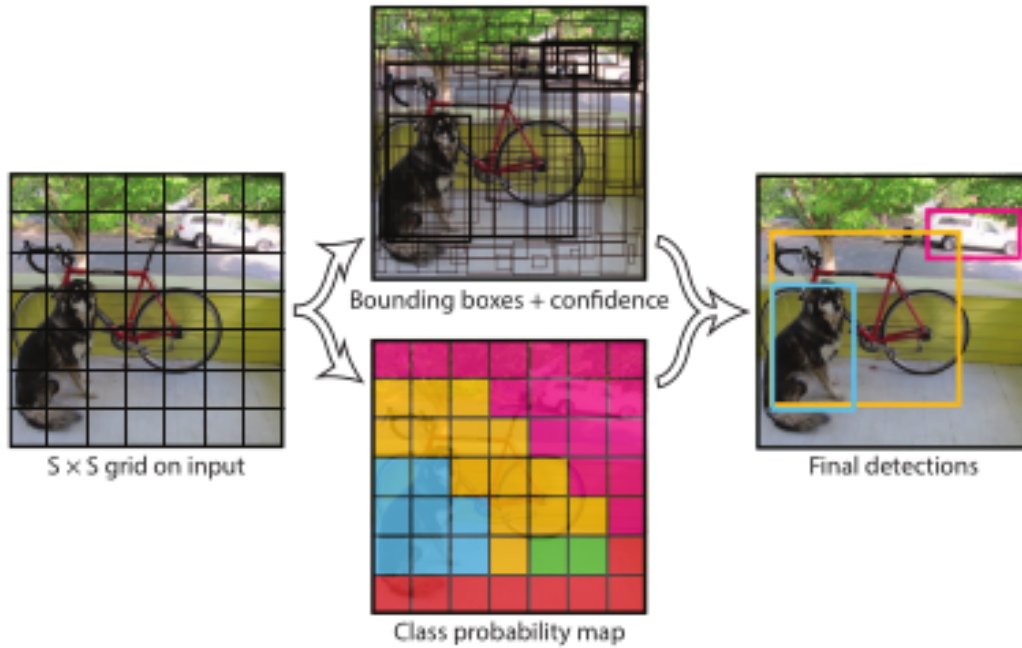 Bounding boxes + confidence
S × S grid on input
Final detections
Class probability map